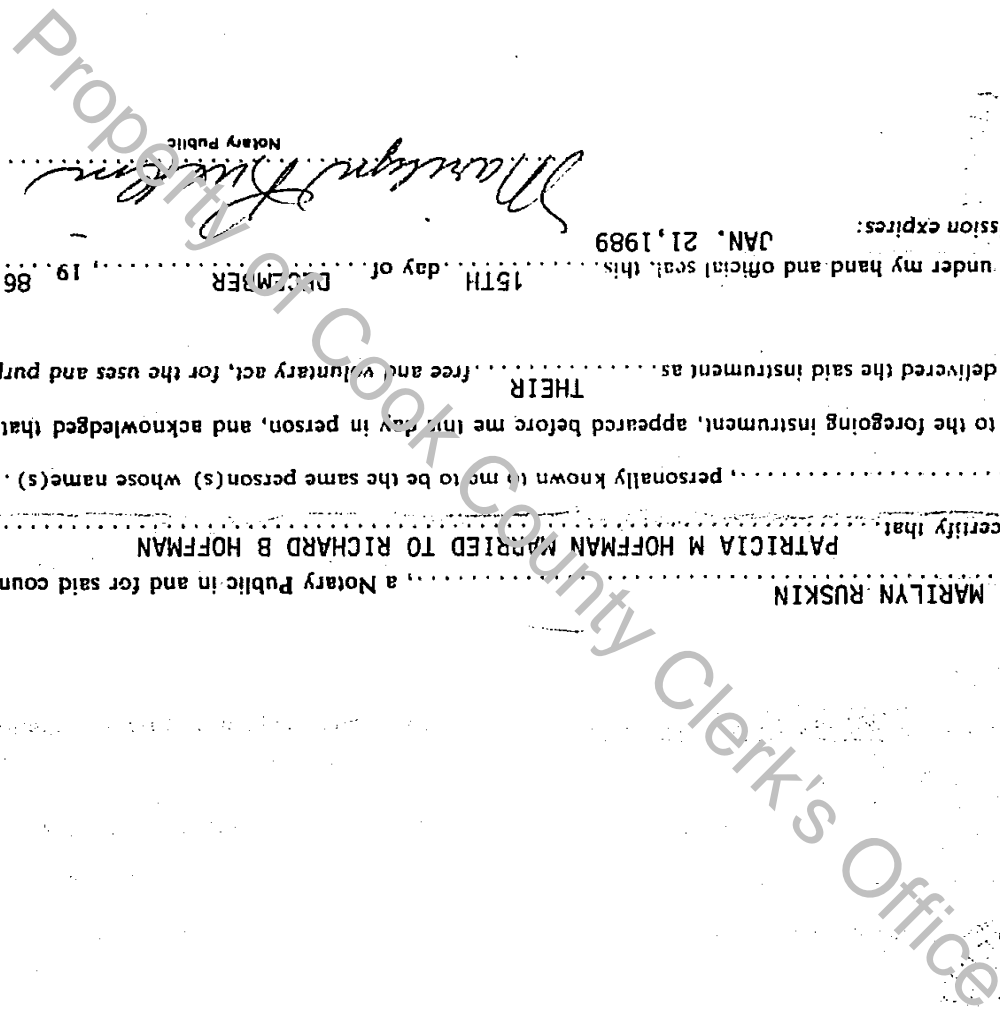 MARILYN RUSKIN ........, a Notary Public in and for said coun
certify that. PATRICIA M HOFFMAN MARRIED TO RICHARD B HOFFMAN
........, personally known to me to be the same person(s) whose name(s) .
to the foregoing instrument, appeared before me this day in person, and acknowledged that
delivered the said instrument as ... THEIR ... free and voluntary act, for the uses and purp
under my hand and official seal, this ... 15TH ... day of ... DECEMBER ..., 19 .. 86
ssion expires: JAN. 21,1989
Marilyn Ruskin
Notary Public
Property of Cook County Clerk's Office